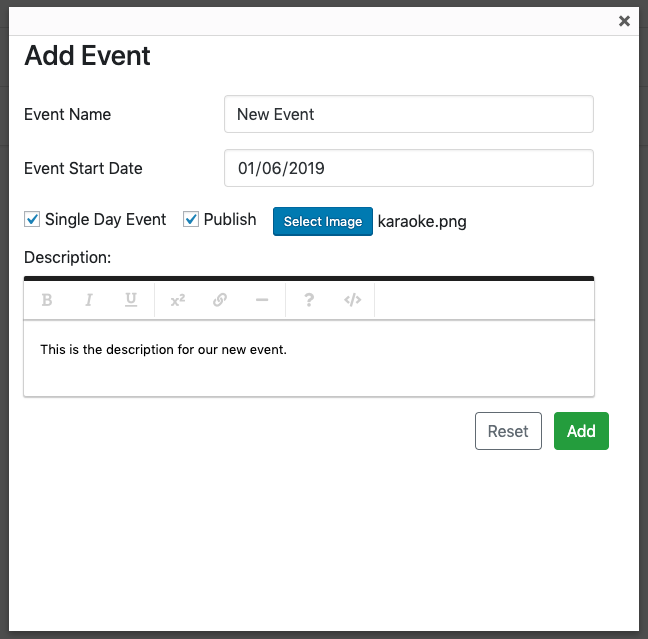 Add Event
Event Name New Event
Event Start Date 01/06/2019
Single Day Event Publish Select Image karaoke.png
Description:
B I U x² ? </>
This is the description for our new event.
Reset Add